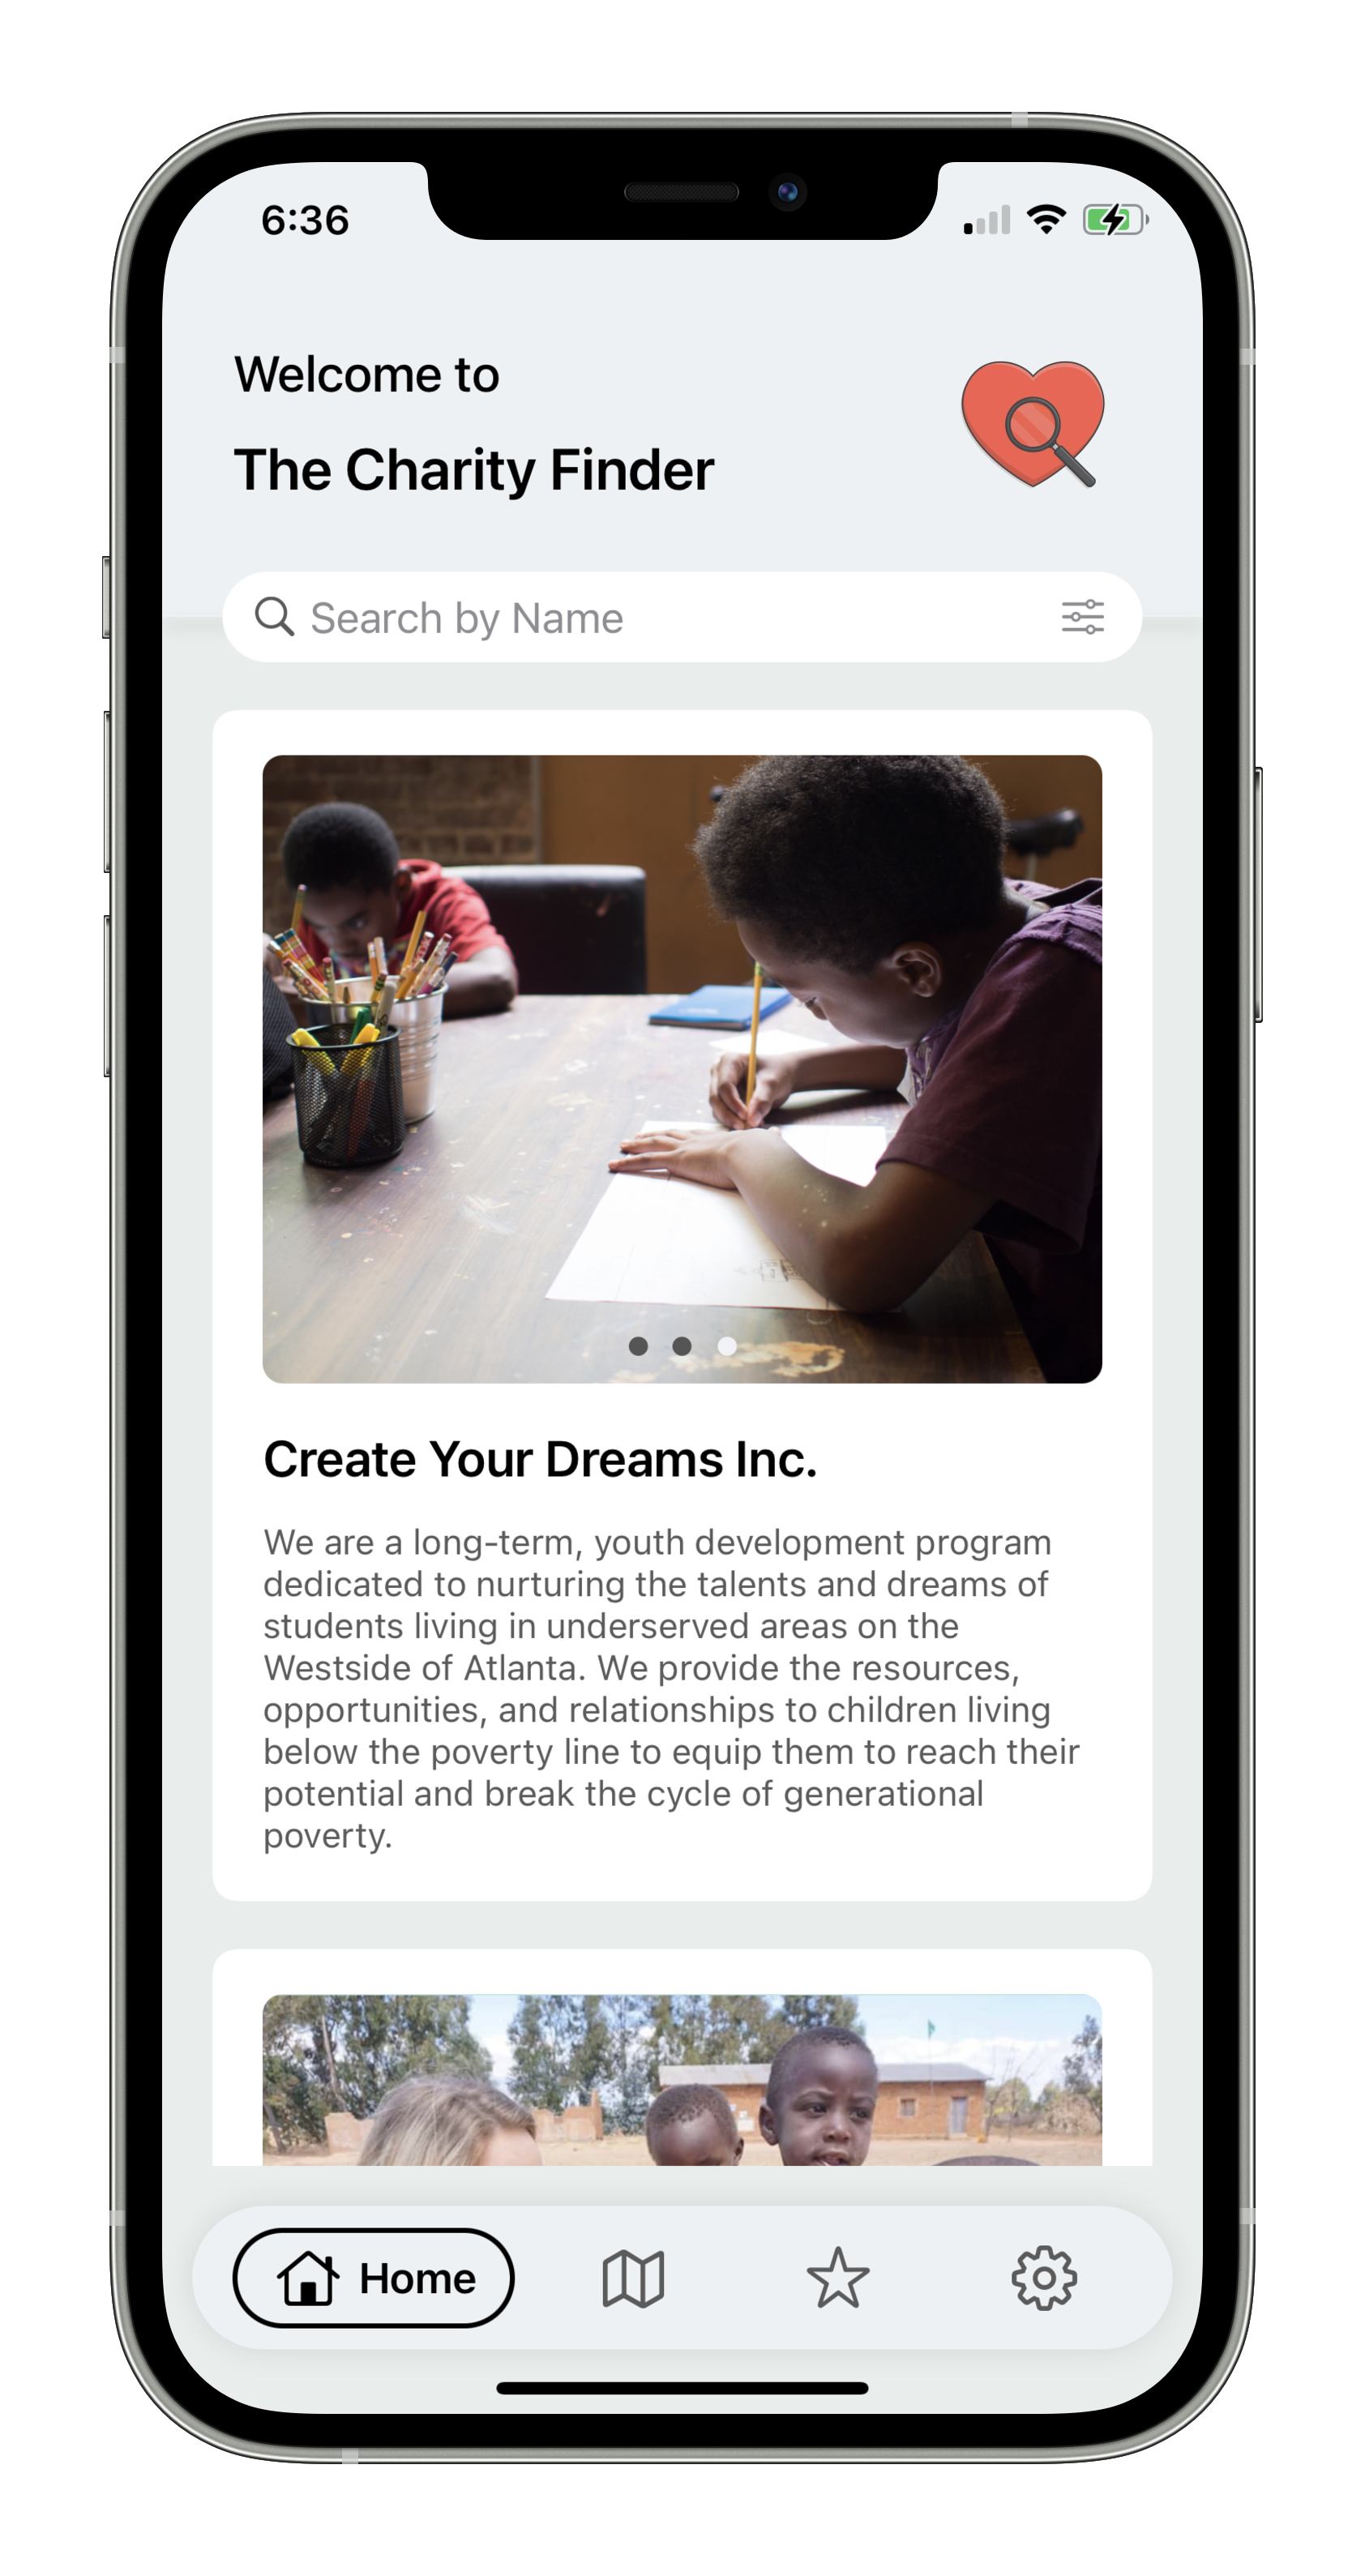 6:36
Welcome to
The Charity Finder
Search by Name
Create Your Dreams Inc.
We are a long-term, youth development program
dedicated to nurturing the talents and dreams of
students living in underserved areas on the
Westside of Atlanta. We provide the resources,
opportunities, and relationships to children living
below the poverty line to equip them to reach their
potential and break the cycle of generational
poverty.
Home